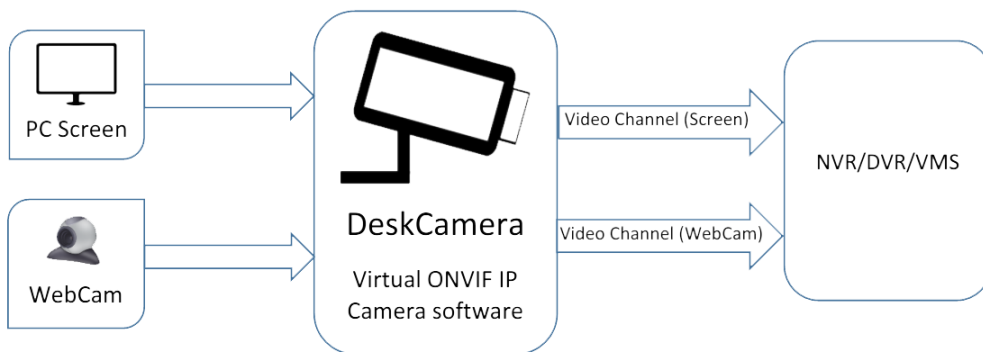 PC Screen
WebCam
DeskCamera
Virtual ONVIF IP
Camera software
Video Channel (Screen)
Video Channel (WebCam)
NVR/DVR/VMS